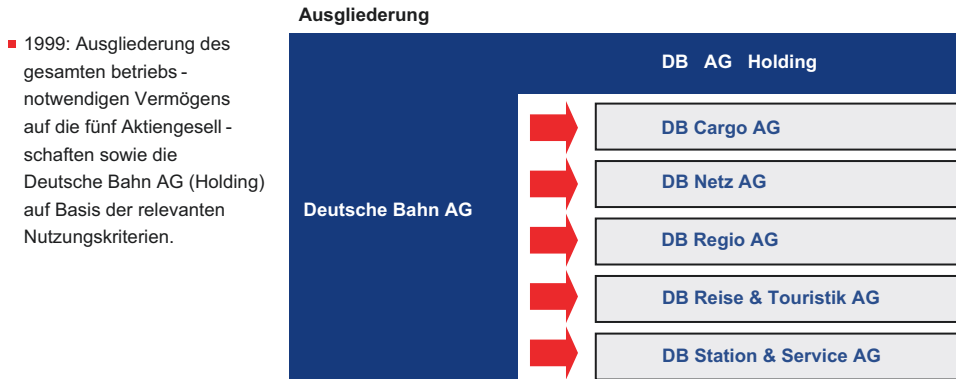 Ausgliederung
1999: Ausgliederung des
gesamten betriebs -
notwendigen Vermögens
auf die fünf Aktiengesell -
schaften sowie die
Deutsche Bahn AG (Holding)
auf Basis der relevanten
Nutzungskriterien.
Deutsche Bahn AG
DB AG Holding
DB Cargo AG
DB Netz AG
DB Regio AG
DB Reise & Touristik AG
DB Station & Service AG